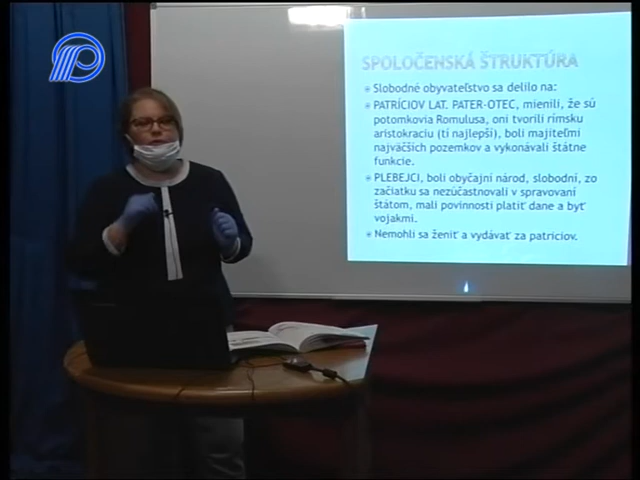 SPOLOČENSKÁ ŠTRUKTÚRA
Slobodné obyvateľstvo sa delilo na:
PATRÍCIOV LAT. PATER-OTEC, mienili, že sú
potomkovia Romulusa, oni tvorili rímsku
aristokraciu (tí najlepší), boli majiteľmi
najväčších pozemkov a vykonávali štátne
funkcie.
PLEBEJCI, boli obyčajní národ, slobodní, zo
začiatku sa nezúčastnovali v spravovaní
štátom, mali povinnosti platiť dane a byť
vojakmi.
Nemohli sa ženiť a vydávať za patriciov.